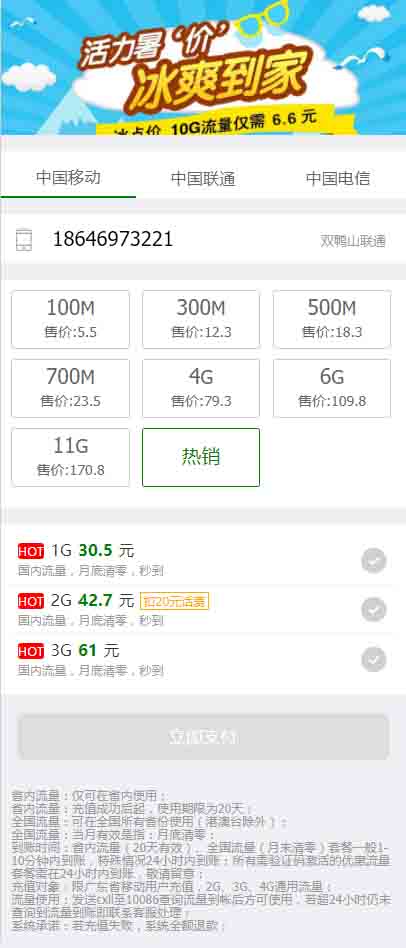 活力暑‘价’
冰爽到家
冰点价 10G流量仅需 6.6 元
中国移动 中国联通 中国电信
18646973221 双鸭山联通
100M 300M 500M
售价:5.5 售价:12.3 售价:18.3
700M 4G 6G
售价:23.5 售价:79.3 售价:109.8
11G 热销
售价:170.8
HOT 1G 30.5 元
国内流量，月底清零，秒到
HOT 2G 42.7 元 扣20元话费
国内流量，月底清零，秒到
HOT 3G 61 元
国内流量，月底清零，秒到
立即支付
省内流量：仅可在省内使用；
省内流量：充值成功后起，使用期限为20天；
全国流量：可在全国所有省份使用（港澳台除外）；
全国流量：当月有效是指：月底清零；
到账时间：省内流量（20天有效）、全国流量（月末清零）套餐一般1-
10分钟内到账，特殊情况24小时内到账；所有需验证码激活的优惠流量
套餐需在24小时内到账，敬请留意；
充值对象：限广东省移动用户充值，2G、3G、4G通用流量；
流量使用：发送cxll至10086查询流量到帐后方可使用，若超24小时仍未
查询到流量到账即联系客服处理；
系统承诺：若充值失败，系统全额退款；